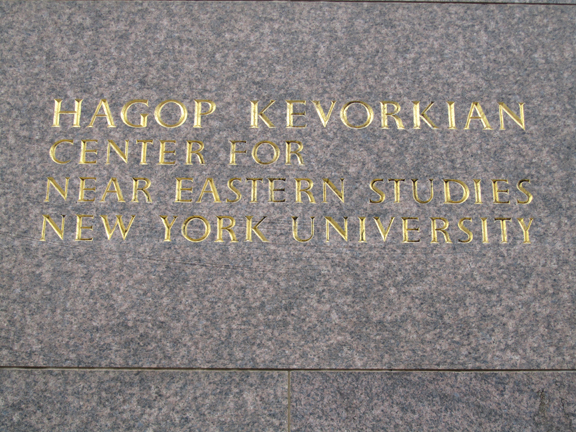 HAGOP KEVORKIAN
CENTER FOR
NEAR EASTERN STUDIES
NEW YORK UNIVERSITY